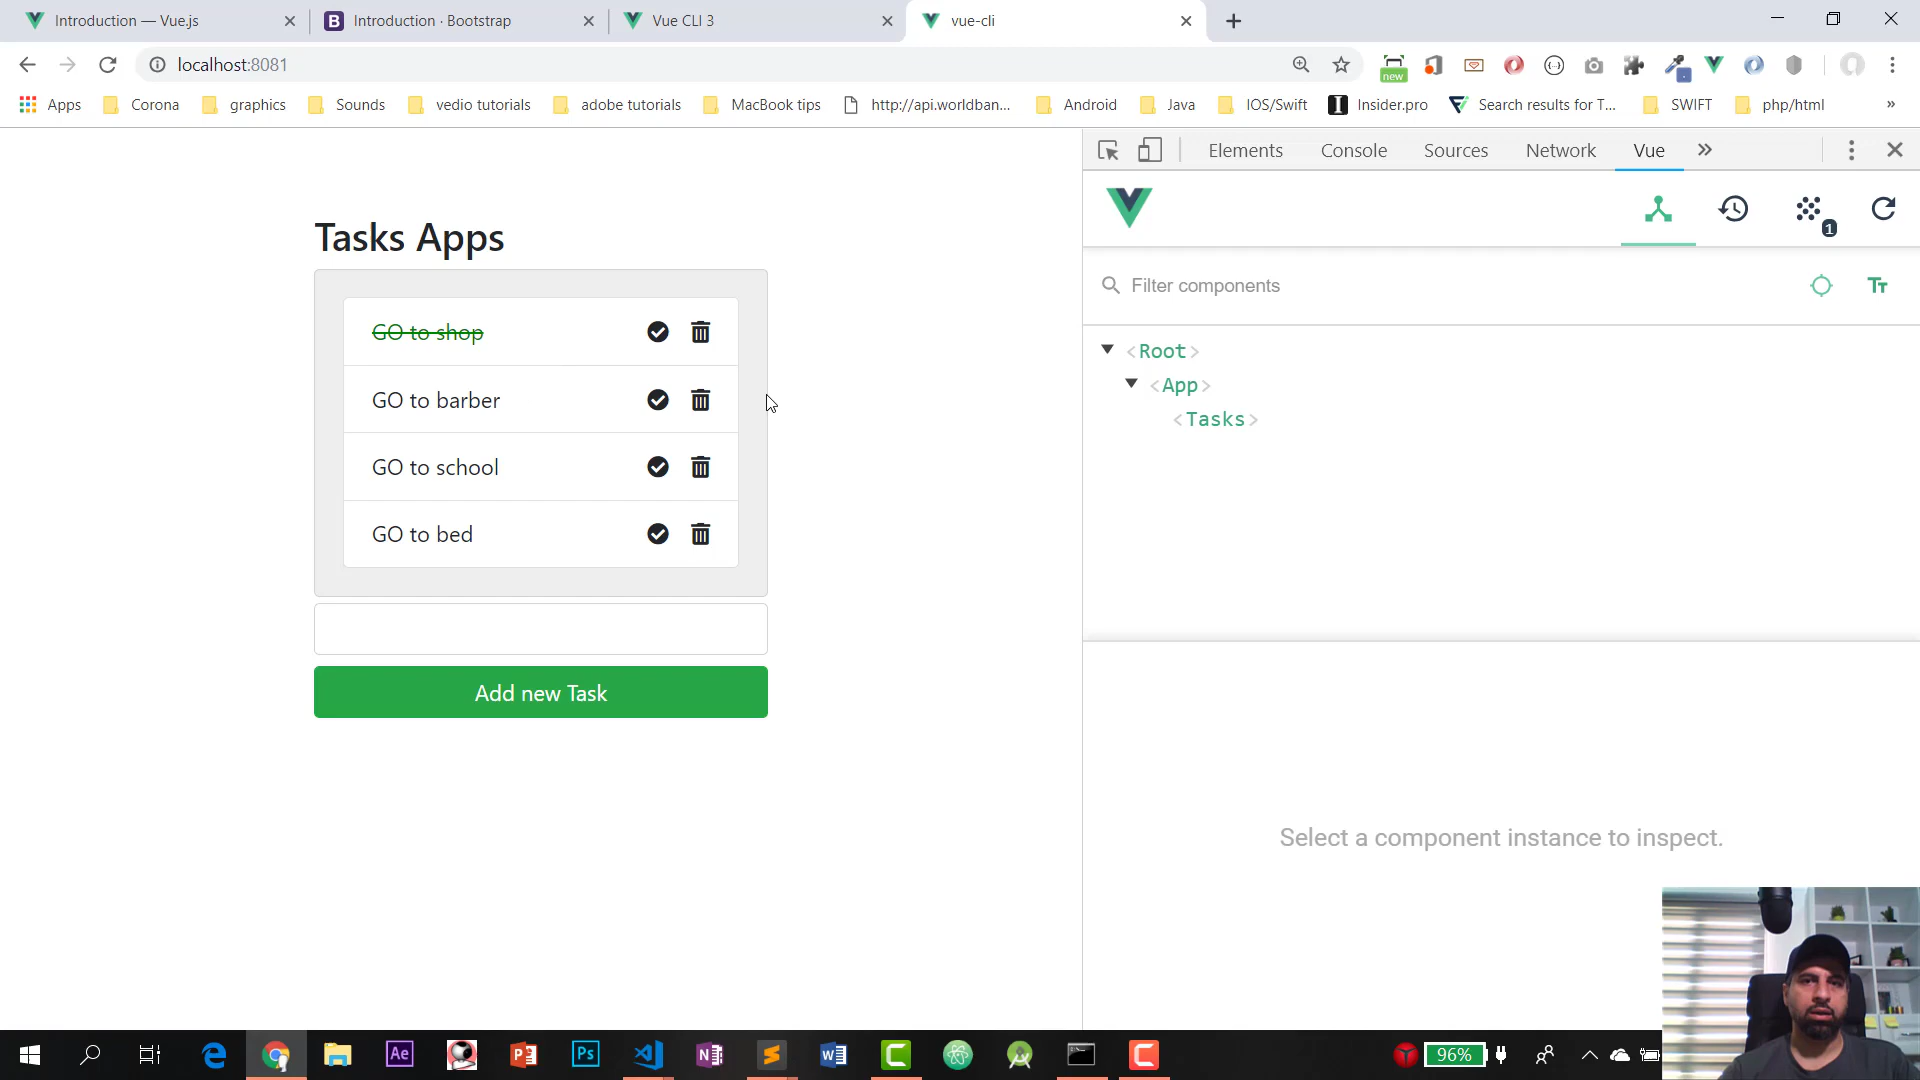 Introduction — Vue.js
Introduction · Bootstrap
Vue CLI 3
vue-cli
localhost:8081
new
Apps
Corona
graphics
Sounds
vedio tutorials
adobe tutorials
MacBook tips
http://api.worldban...
Android
Java
IOS/Swift
Insider.pro
Search results for T...
SWIFT
php/html
»
Elements
Console
Sources
Network
Vue
1
Filter components
<Root>
<App>
<Tasks>
Select a component instance to inspect.
Tasks Apps
GO to shop
GO to barber
GO to school
GO to bed
Add new Task
96%